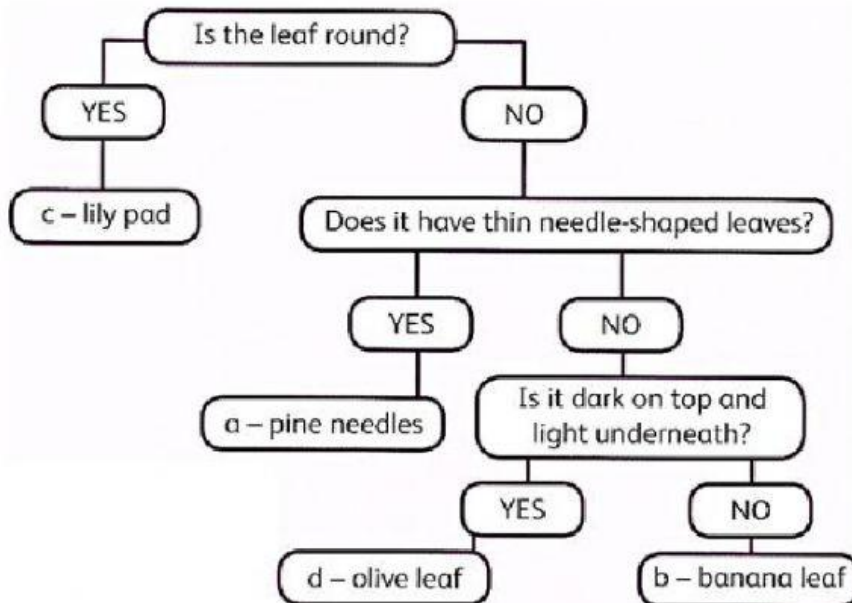 Is the leaf round?
YES
NO
c – lily pad
Does it have thin needle-shaped leaves?
YES
NO
a – pine needles
Is it dark on top and
light underneath?
YES
NO
d – olive leaf
b – banana leaf